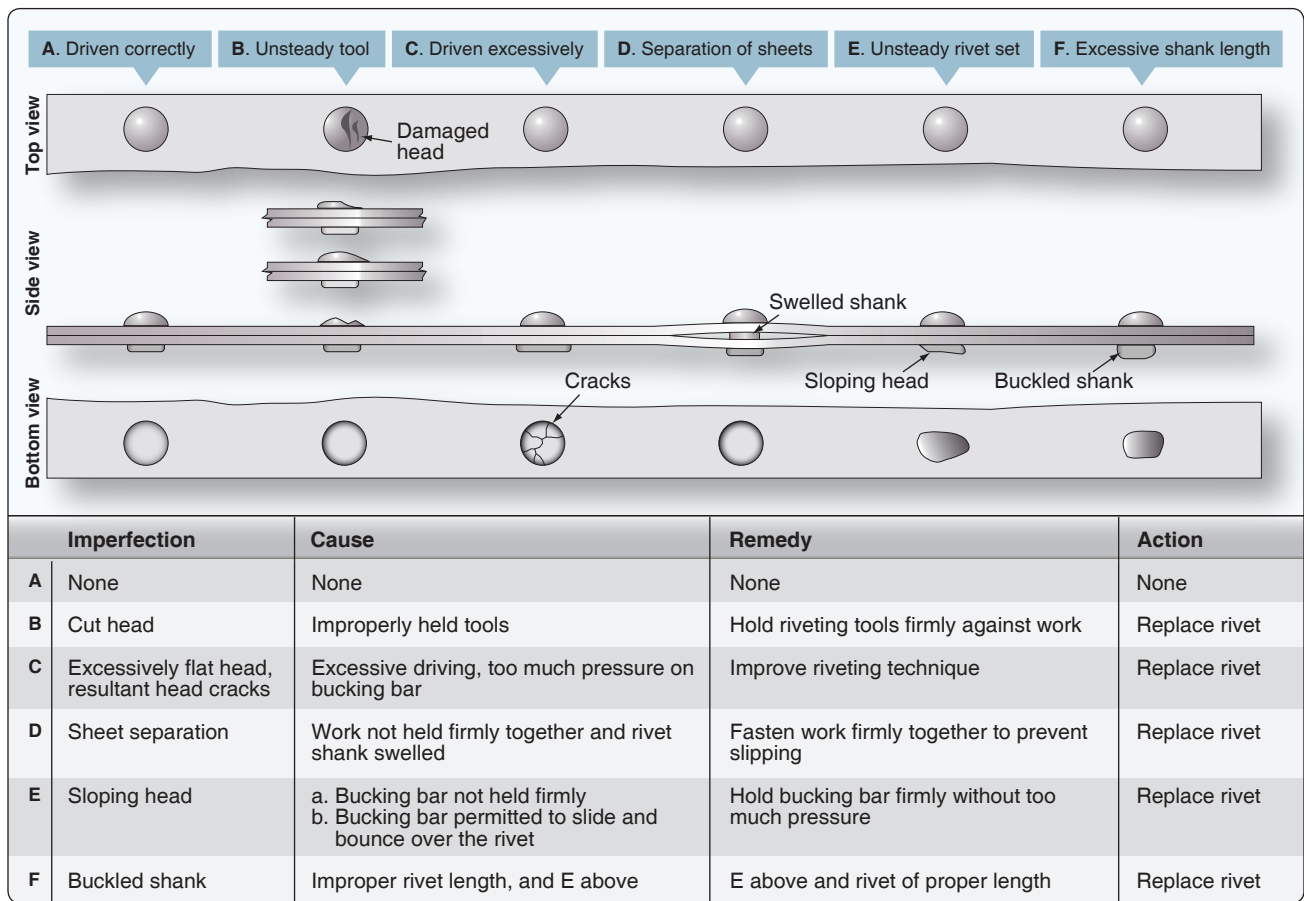 A. Driven correctly
B. Unsteady tool
C. Driven excessively
D. Separation of sheets
E. Unsteady rivet set
F. Excessive shank length
Top view
Damaged
head
Side view
Swelled shank
Sloping head
Buckled shank
Cracks
Bottom view
Imperfection Cause Remedy Action
A None None None None
B Cut head Improperly held tools Hold riveting tools firmly against work Replace rivet
C Excessively flat head, Excessive driving, too much pressure on Improve riveting technique Replace rivet
resultant head cracks bucking bar
D Sheet separation Work not held firmly together and rivet Fasten work firmly together to prevent Replace rivet
shank swelled slipping
E Sloping head a. Bucking bar not held firmly Hold bucking bar firmly without too Replace rivet
b. Bucking bar permitted to slide and much pressure
bounce over the rivet
F Buckled shank Improper rivet length, and E above E above and rivet of proper length Replace rivet